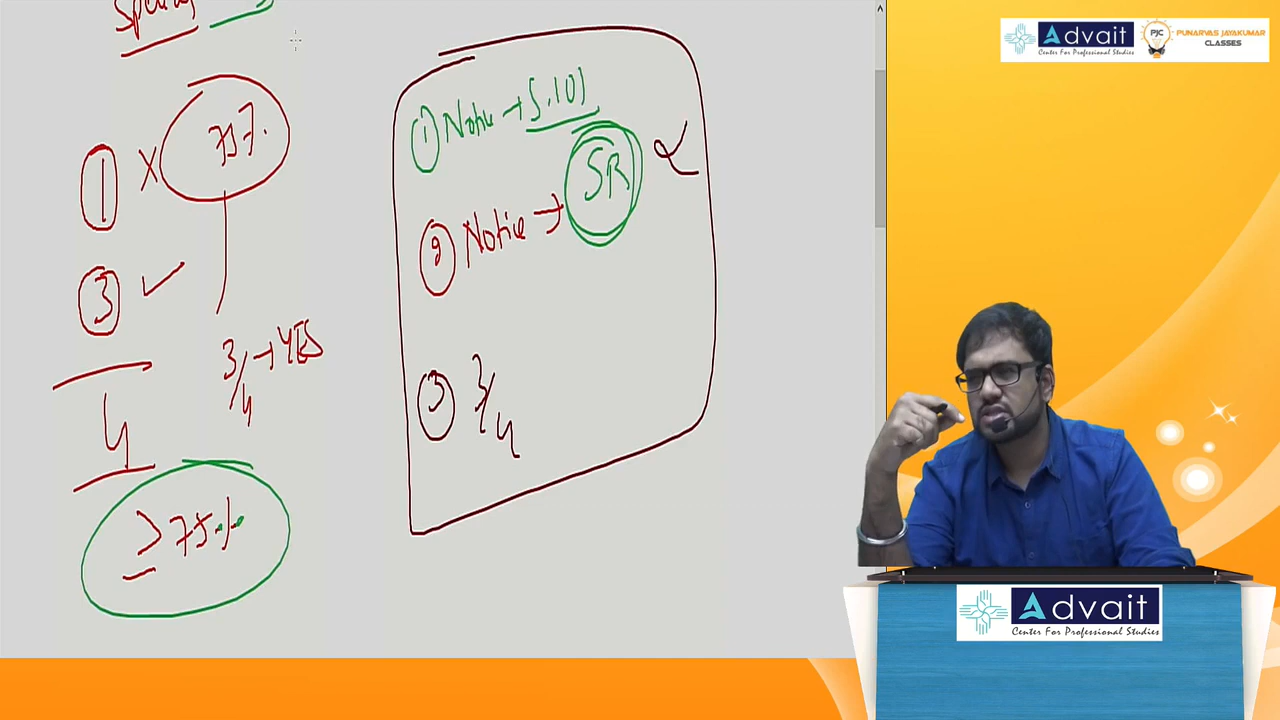 Special
1 X 75%.
3 ✓
3/4 → YES
4
≥ 75%
① Notice → S.101
② Notice → SR
③ 3/4
Advait
Center For Professional Studies
PJC
PUNARVAS JAYAKUMAR
CLASSES
Advait
Center For Professional Studies